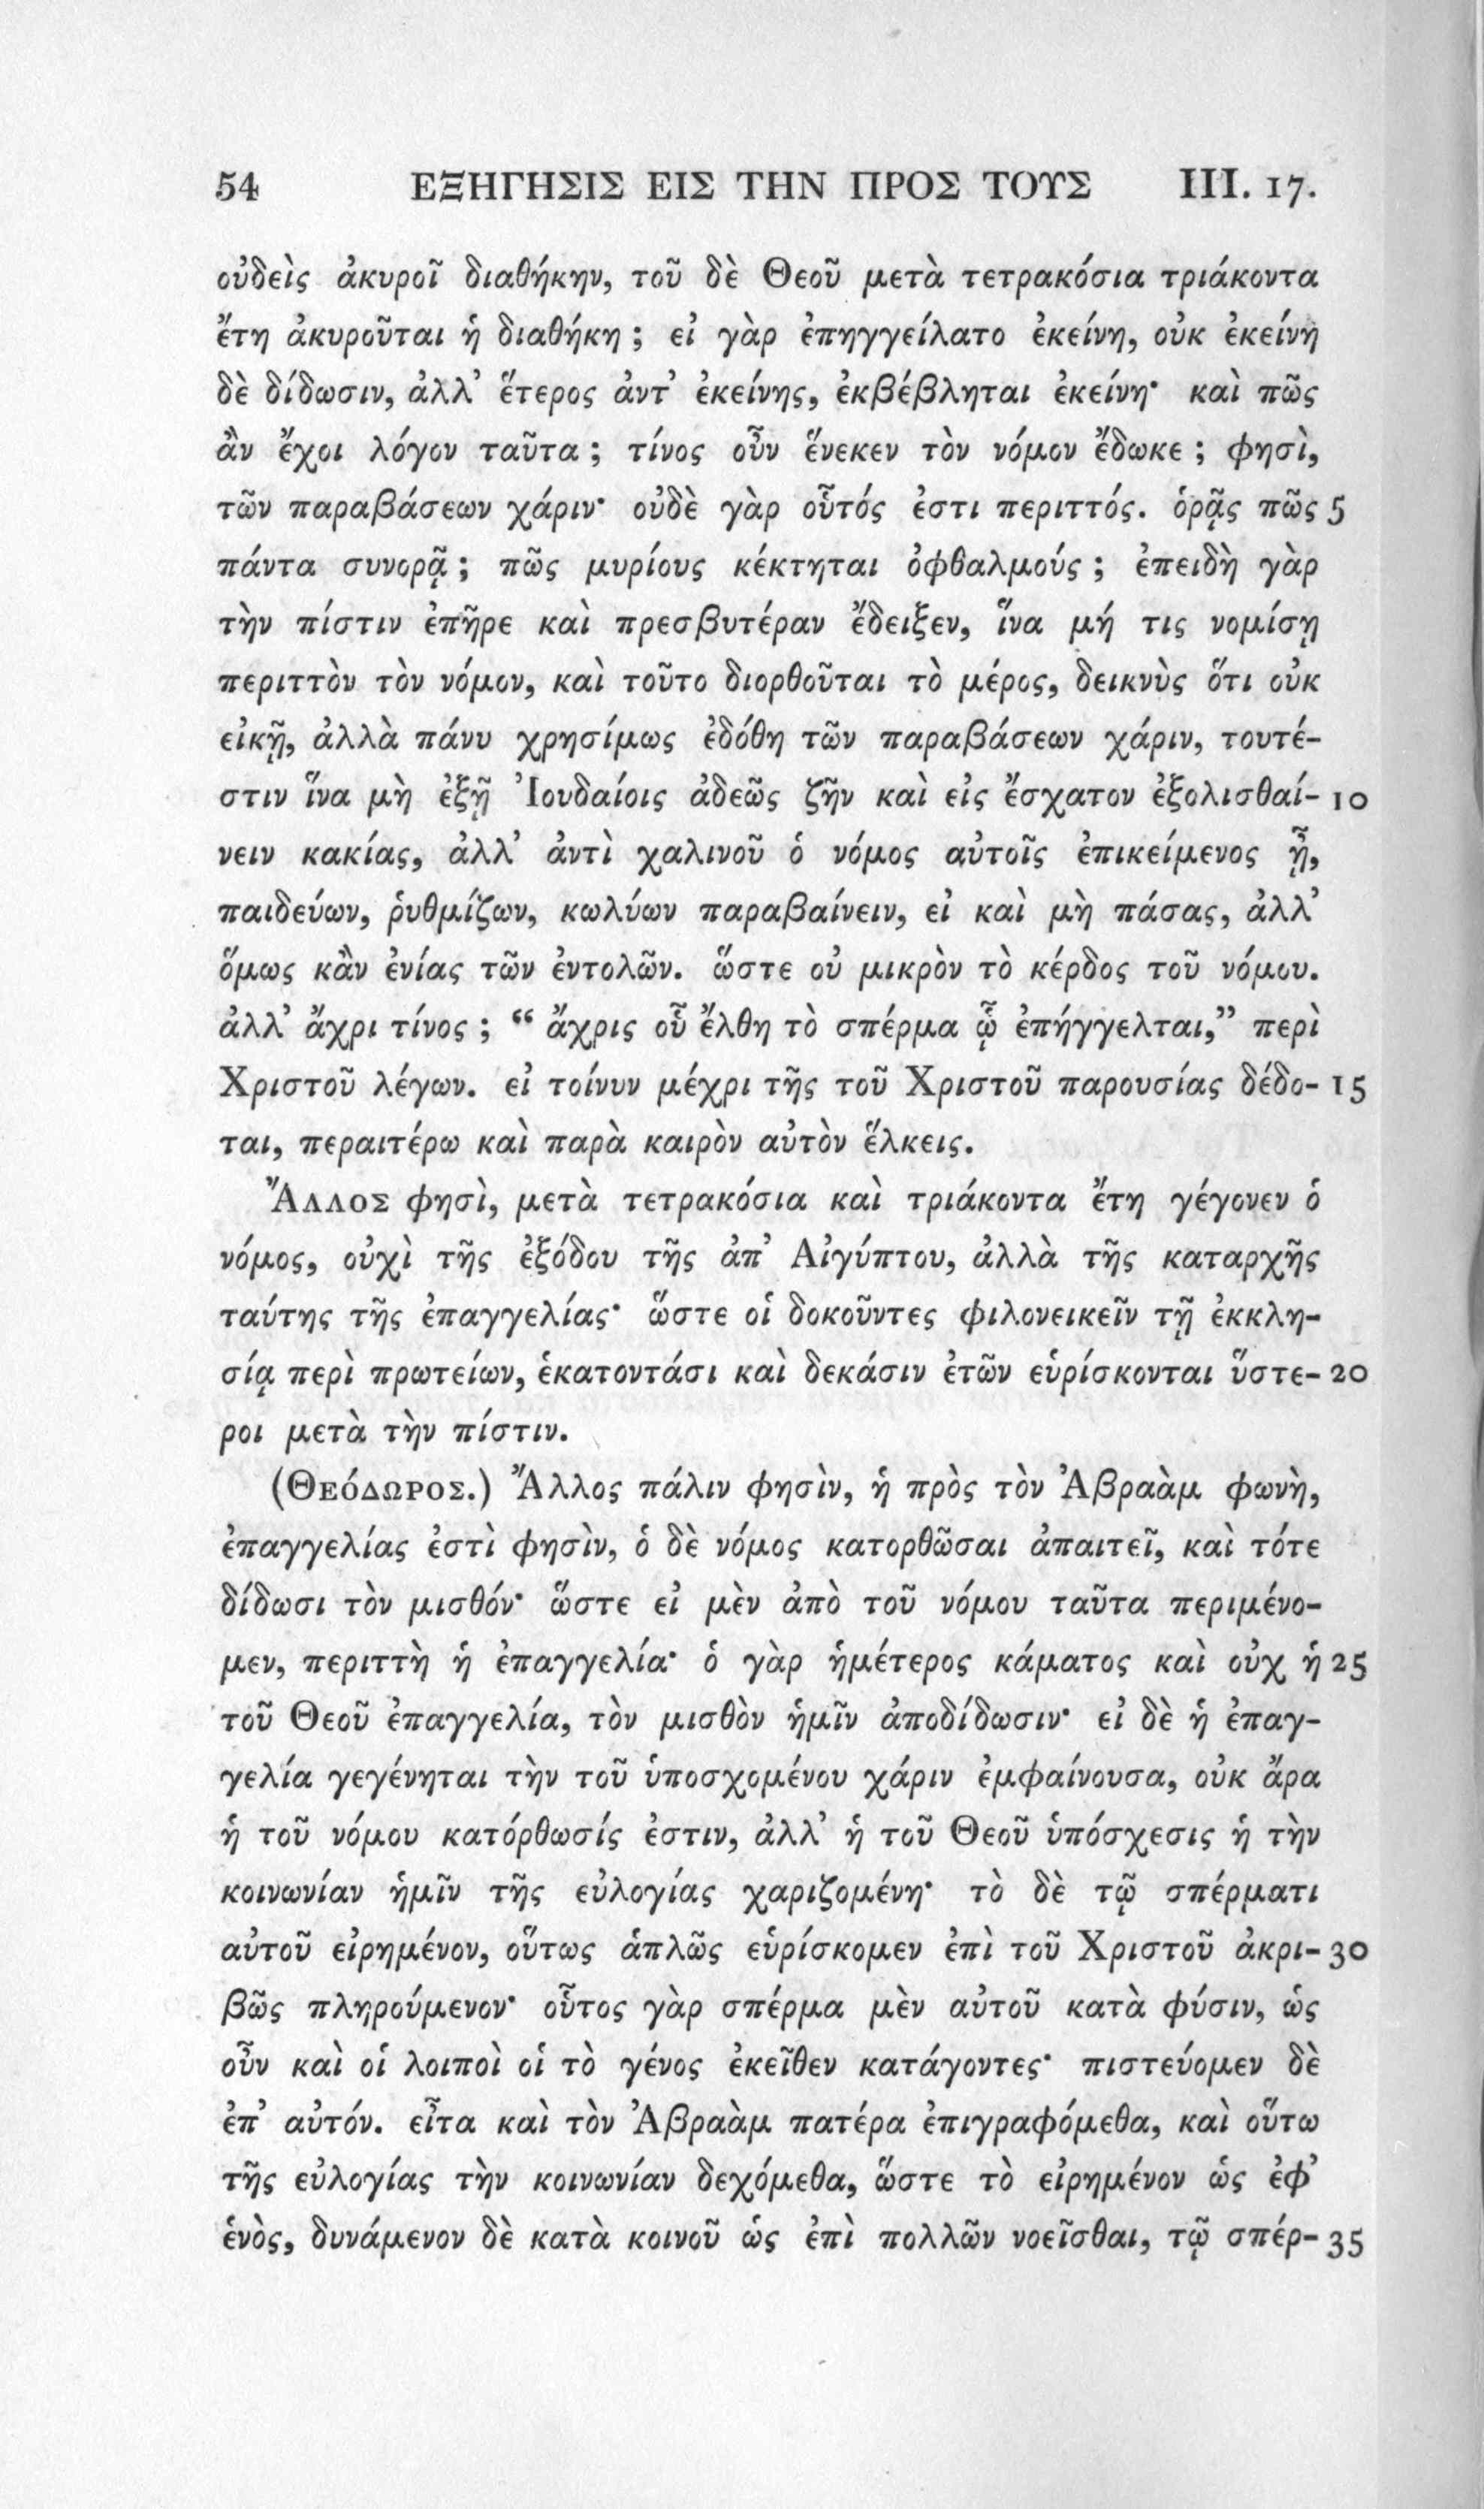 54 ΕΞΗΓΗΣΙΣ ΕΙΣ ΤΗΝ ΠΡΟΣ ΤΟΥΣ III. 17.
οὐδεὶς ἀκυροῖ διαθήκην, τοῦ δὲ Θεοῦ μετὰ τετρακόσια τριάκοντα
ἔτη ἀκυροῦται ἡ διαθήκη ; εἰ γὰρ ἐπηγγείλατο ἐκείνη, οὐκ ἐκείνη
δὲ δίδωσιν, ἀλλ’ ἕτερος ἀντ’ ἐκείνης, ἐκβέβληται ἐκείνη· καὶ πῶς
ἂν ἔχοι λόγον ταῦτα ; τίνος οὖν ἕνεκεν τὸν νόμον ἔδωκε ; φησὶ,
τῶν παραβάσεων χάριν· οὐδὲ γὰρ οὗτός ἐστι περιττός. ὁρᾷς πῶς 5
πάντα συνορᾷ ; πῶς μυρίους κέκτηται ὀφθαλμούς ; ἐπειδὴ γὰρ
τὴν πίστιν ἐπῆρε καὶ πρεσβυτέραν ἔδειξεν, ἵνα μή τις νομίσῃ
περιττὸν τὸν νόμον, καὶ τοῦτο διορθοῦται τὸ μέρος, δεικνὺς ὅτι οὐκ
εἰκῇ, ἀλλὰ πάνυ χρησίμως ἐδόθη τῶν παραβάσεων χάριν, τουτέ-
στιν ἵνα μὴ ἐξῇ Ἰουδαίοις ἀδεῶς ζῆν καὶ εἰς ἔσχατον ἐξολισθαί- 10
νειν κακίας, ἀλλ’ ἀντὶ χαλινοῦ ὁ νόμος αὐτοῖς ἐπικείμενος ᾖ,
παιδεύων, ῥυθμίζων, κωλύων παραβαίνειν, εἰ καὶ μὴ πάσας, ἀλλ’
ὅμως κἂν ἐνίας τῶν ἐντολῶν. ὥστε οὐ μικρὸν τὸ κέρδος τοῦ νόμου.
ἀλλ’ ἄχρι τίνος ; “ ἄχρις οὗ ἔλθη τὸ σπέρμα ᾧ ἐπήγγελται,” περὶ
Χριστοῦ λέγων. εἰ τοίνυν μέχρι τῆς τοῦ Χριστοῦ παρουσίας δέδο- 15
ται, περαιτέρω καὶ παρὰ καιρὸν αὐτὸν ἕλκεις.
Ἄλλος φησὶ, μετὰ τετρακόσια καὶ τριάκοντα ἔτη γέγονεν ὁ
νόμος, οὐχὶ τῆς ἐξόδου τῆς ἀπ’ Αἰγύπτου, ἀλλὰ τῆς καταρχῆς
ταύτης τῆς ἐπαγγελίας· ὥστε οἱ δοκοῦντες φιλονεικεῖν τῇ ἐκκλη-
σίᾳ περὶ πρωτείων, ἑκατοντάσι καὶ δεκάσιν ἐτῶν εὑρίσκονται ὕστε- 20
ροι μετὰ τὴν πίστιν.
(Θεόδωρος.) Ἄλλος πάλιν φησὶν, ἡ πρὸς τὸν Ἀβραὰμ φωνὴ,
ἐπαγγελίας ἐστὶ φησὶν, ὁ δὲ νόμος κατορθῶσαι ἀπαιτεῖ, καὶ τότε
δίδωσι τὸν μισθόν· ὥστε εἰ μὲν ἀπὸ τοῦ νόμου ταῦτα περιμένο-
μεν, περιττὴ ἡ ἐπαγγελία· ὁ γὰρ ἡμέτερος κάματος καὶ οὐχ ἡ 25
τοῦ Θεοῦ ἐπαγγελία, τὸν μισθὸν ἡμῖν ἀποδίδωσιν· εἰ δὲ ἡ ἐπαγ-
γελία γεγένηται τὴν τοῦ ὑποσχομένου χάριν ἐμφαίνουσα, οὐκ ἄρα
ἡ τοῦ νόμου κατόρθωσίς ἐστιν, ἀλλ’ ἡ τοῦ Θεοῦ ὑπόσχεσις ἡ τὴν
κοινωνίαν ἡμῖν τῆς εὐλογίας χαριζομένη· τὸ δὲ τῷ σπέρματι
αὐτοῦ εἰρημένον, οὕτως ἁπλῶς εὑρίσκομεν ἐπὶ τοῦ Χριστοῦ ἀκρι- 30
βῶς πληρούμενον· οὗτος γὰρ σπέρμα μὲν αὐτοῦ κατὰ φύσιν, ὡς
οὖν καὶ οἱ λοιποὶ οἱ τὸ γένος ἐκεῖθεν κατάγοντες· πιστεύομεν δὲ
ἐπ’ αὐτόν. εἶτα καὶ τὸν Ἀβραὰμ πατέρα ἐπιγραφόμεθα, καὶ οὕτω
τῆς εὐλογίας τὴν κοινωνίαν δεχόμεθα, ὥστε τὸ εἰρημένον ὡς ἐφ’
ἑνὸς, δυνάμενον δὲ κατὰ κοινοῦ ὡς ἐπὶ πολλῶν νοεῖσθαι, τῷ σπέρ- 35